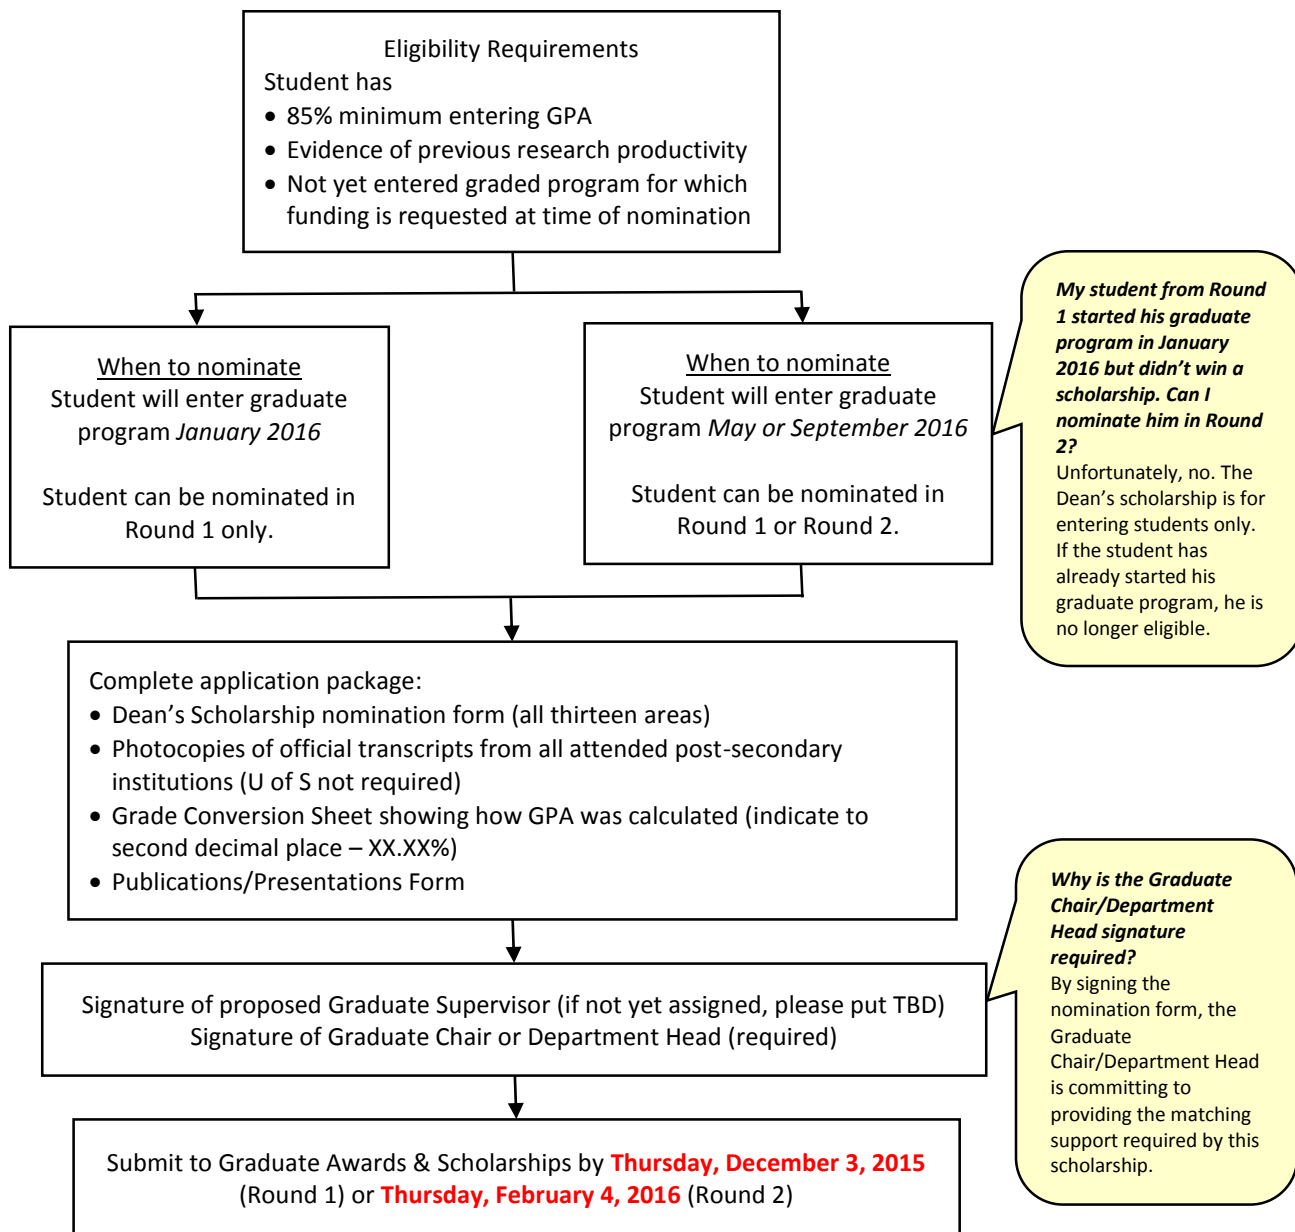 Eligibility Requirements
Student has
• 85% minimum entering GPA
• Evidence of previous research productivity
• Not yet entered graded program for which
funding is requested at time of nomination
When to nominate
Student will enter graduate
program January 2016
Student can be nominated in
Round 1 only.
When to nominate
Student will enter graduate
program May or September 2016
Student can be nominated in
Round 1 or Round 2.
My student from Round
1 started his graduate
program in January
2016 but didn’t win a
scholarship. Can I
nominate him in Round
2?
Unfortunately, no. The
Dean’s scholarship is for
entering students only.
If the student has
already started his
graduate program, he is
no longer eligible.
Complete application package:
• Dean’s Scholarship nomination form (all thirteen areas)
• Photocopies of official transcripts from all attended post-secondary
institutions (U of S not required)
• Grade Conversion Sheet showing how GPA was calculated (indicate to
second decimal place – XX.XX%)
• Publications/Presentations Form
Why is the Graduate
Chair/Department
Head signature
required?
By signing the
nomination form, the
Graduate
Chair/Department Head
is committing to
providing the matching
support required by this
scholarship.
Signature of proposed Graduate Supervisor (if not yet assigned, please put TBD)
Signature of Graduate Chair or Department Head (required)
Submit to Graduate Awards & Scholarships by Thursday, December 3, 2015
(Round 1) or Thursday, February 4, 2016 (Round 2)